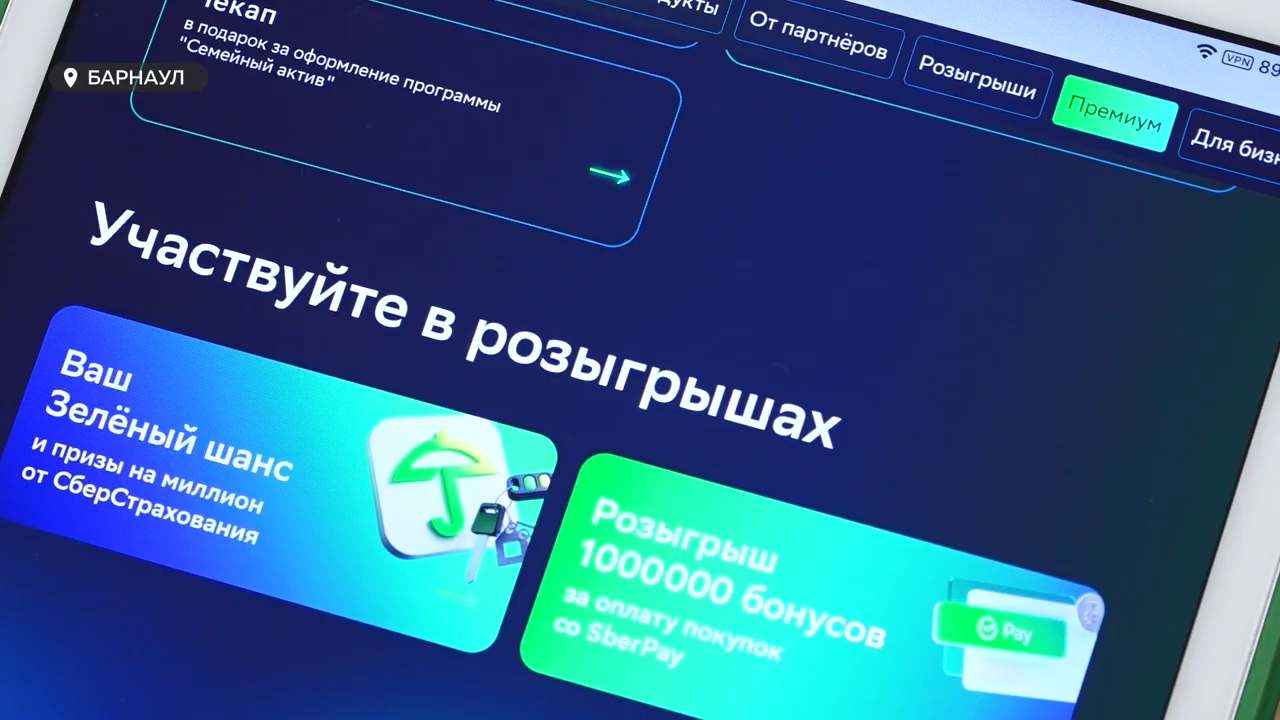 От партнёров
Розыгрыши
Премиум
VPN
в подарок за оформление программы
"Семейный актив"
БАРНАУЛ
Участвуйте в розыгрышах
Ваш
Зелёный шанс
и призы на миллион
от СберСтрахования
Розыгрыш
1000000 бонусов
за оплату покупок
со SberPay
Pay